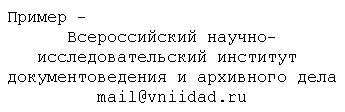 Пример -
Всероссийский научно-
исследовательский институт
документоведения и архивного дела
mail@vniidad.ru